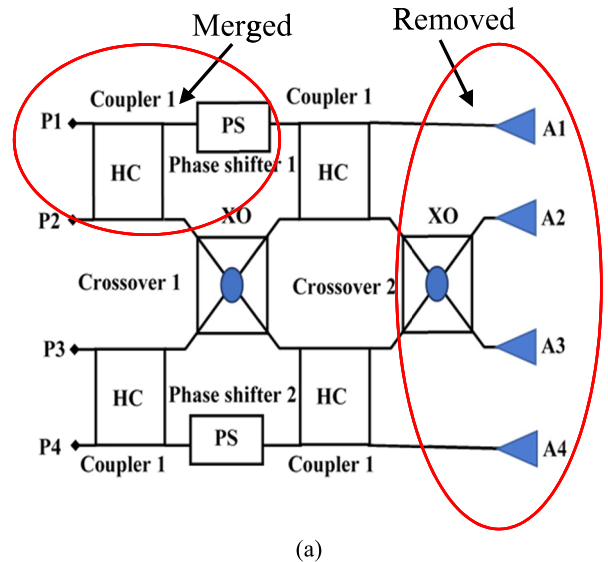 Merged
Removed
Coupler 1
Coupler 1
P1
PS
A1
HC
Phase shifter 1
HC
P2
XO
XO
A2
Crossover 1
Crossover 2
P3
A3
HC
Phase shifter 2
HC
P4
PS
A4
Coupler 1
Coupler 1
(a)